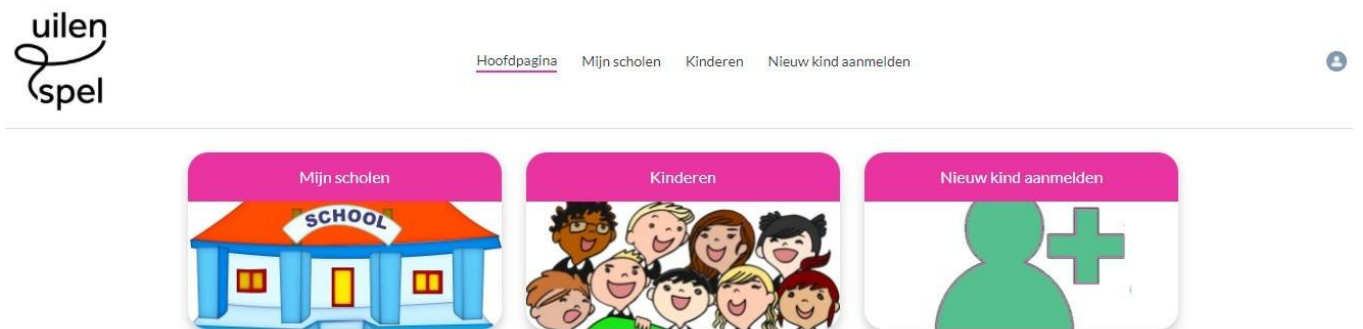 uilen
spel
Hoofdpagina Mijn scholen Kinderen Nieuw kind aanmelden
Mijn scholen Kinderen Nieuw kind aanmelden
SCHOOL